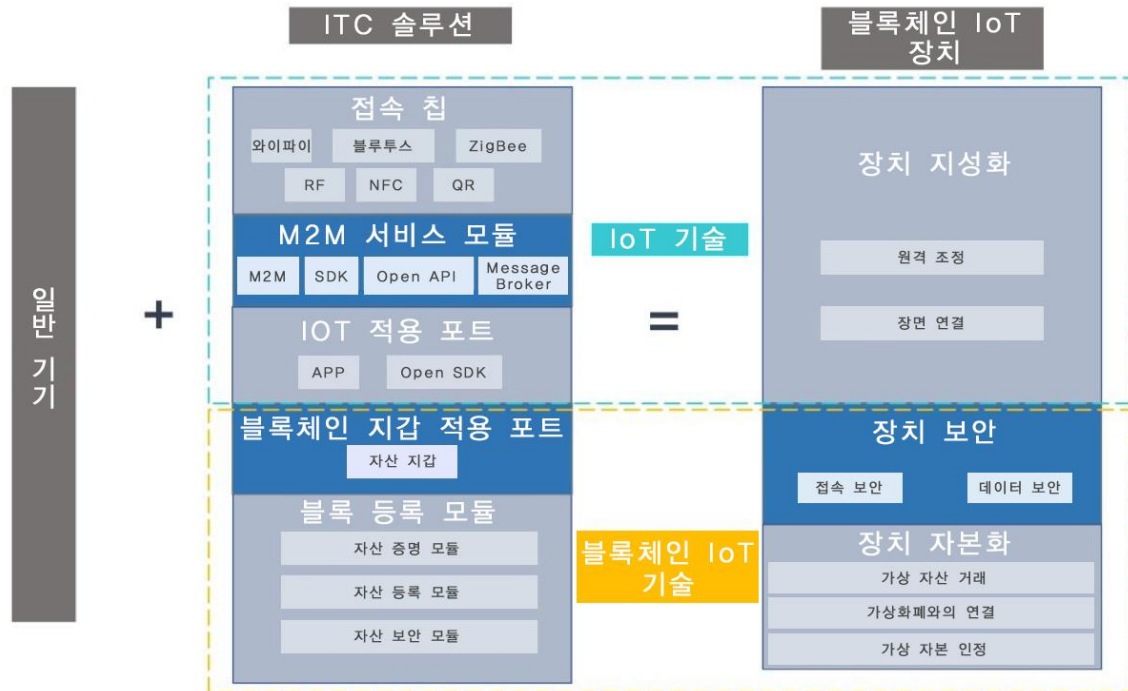 ITC 솔루션
블록체인 IoT
장치
일반 기기
+
접속 칩
와이파이 블루투스 ZigBee
RF NFC QR
M2M 서비스 모듈
M2M SDK Open API Message
Broker
IOT 적용 포트
APP Open SDK
블록체인 지갑 적용 포트
자산 지갑
블록 등록 모듈
자산 증명 모듈
자산 등록 모듈
자산 보안 모듈
IoT 기술
=
블록체인 IoT
기술
장치 지성화
원격 조정
장면 연결
장치 보안
접속 보안 데이터 보안
장치 자본화
가상 자산 거래
가상화폐와의 연결
가상 자본 인정